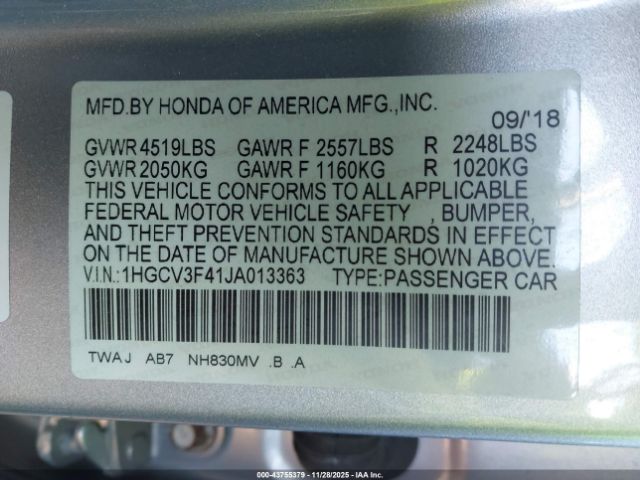 MFD.BY HONDA OF AMERICA MFG.,INC.
09/'18
GVWR 4519LBS GAWR F 2557LBS R 2248LBS
GVWR 2050KG GAWR F 1160KG R 1020KG
THIS VEHICLE CONFORMS TO ALL APPLICABLE
FEDERAL MOTOR VEHICLE SAFETY , BUMPER,
AND THEFT PREVENTION STANDARDS IN EFFECT
ON THE DATE OF MANUFACTURE SHOWN ABOVE.
V.I.N.:1HGCV3F41JA013363 TYPE:PASSENGER CAR
TWAJ AB7 NH830MV .B .A
© 000-43755379 | 11/28/2025 - IAA Inc.